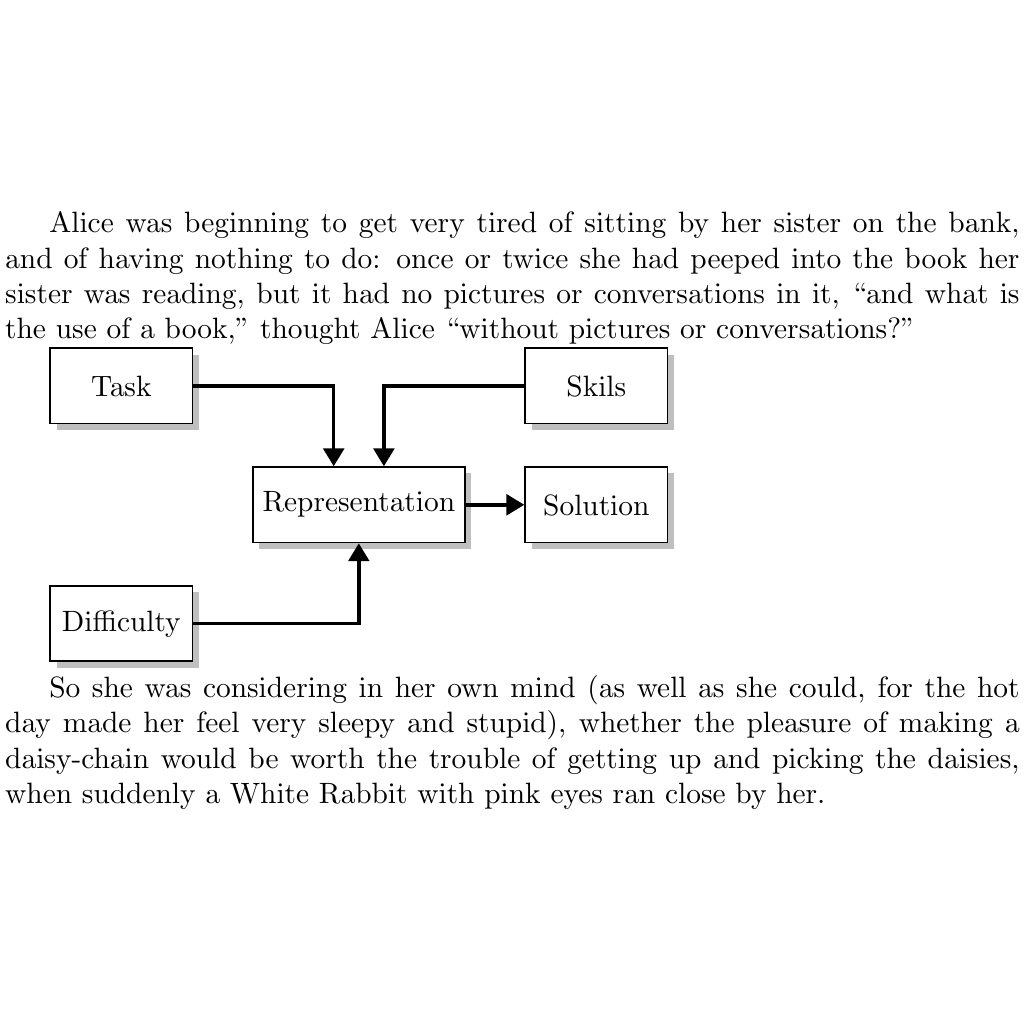 Alice was beginning to get very tired of sitting by her sister on the bank,
and of having nothing to do: once or twice she had peeped into the book her
sister was reading, but it had no pictures or conversations in it, “and what is
the use of a book,” thought Alice “without pictures or conversations?”
Task
Skils
Representation
Solution
Difficulty
So she was considering in her own mind (as well as she could, for the hot
day made her feel very sleepy and stupid), whether the pleasure of making a
daisy-chain would be worth the trouble of getting up and picking the daisies,
when suddenly a White Rabbit with pink eyes ran close by her.